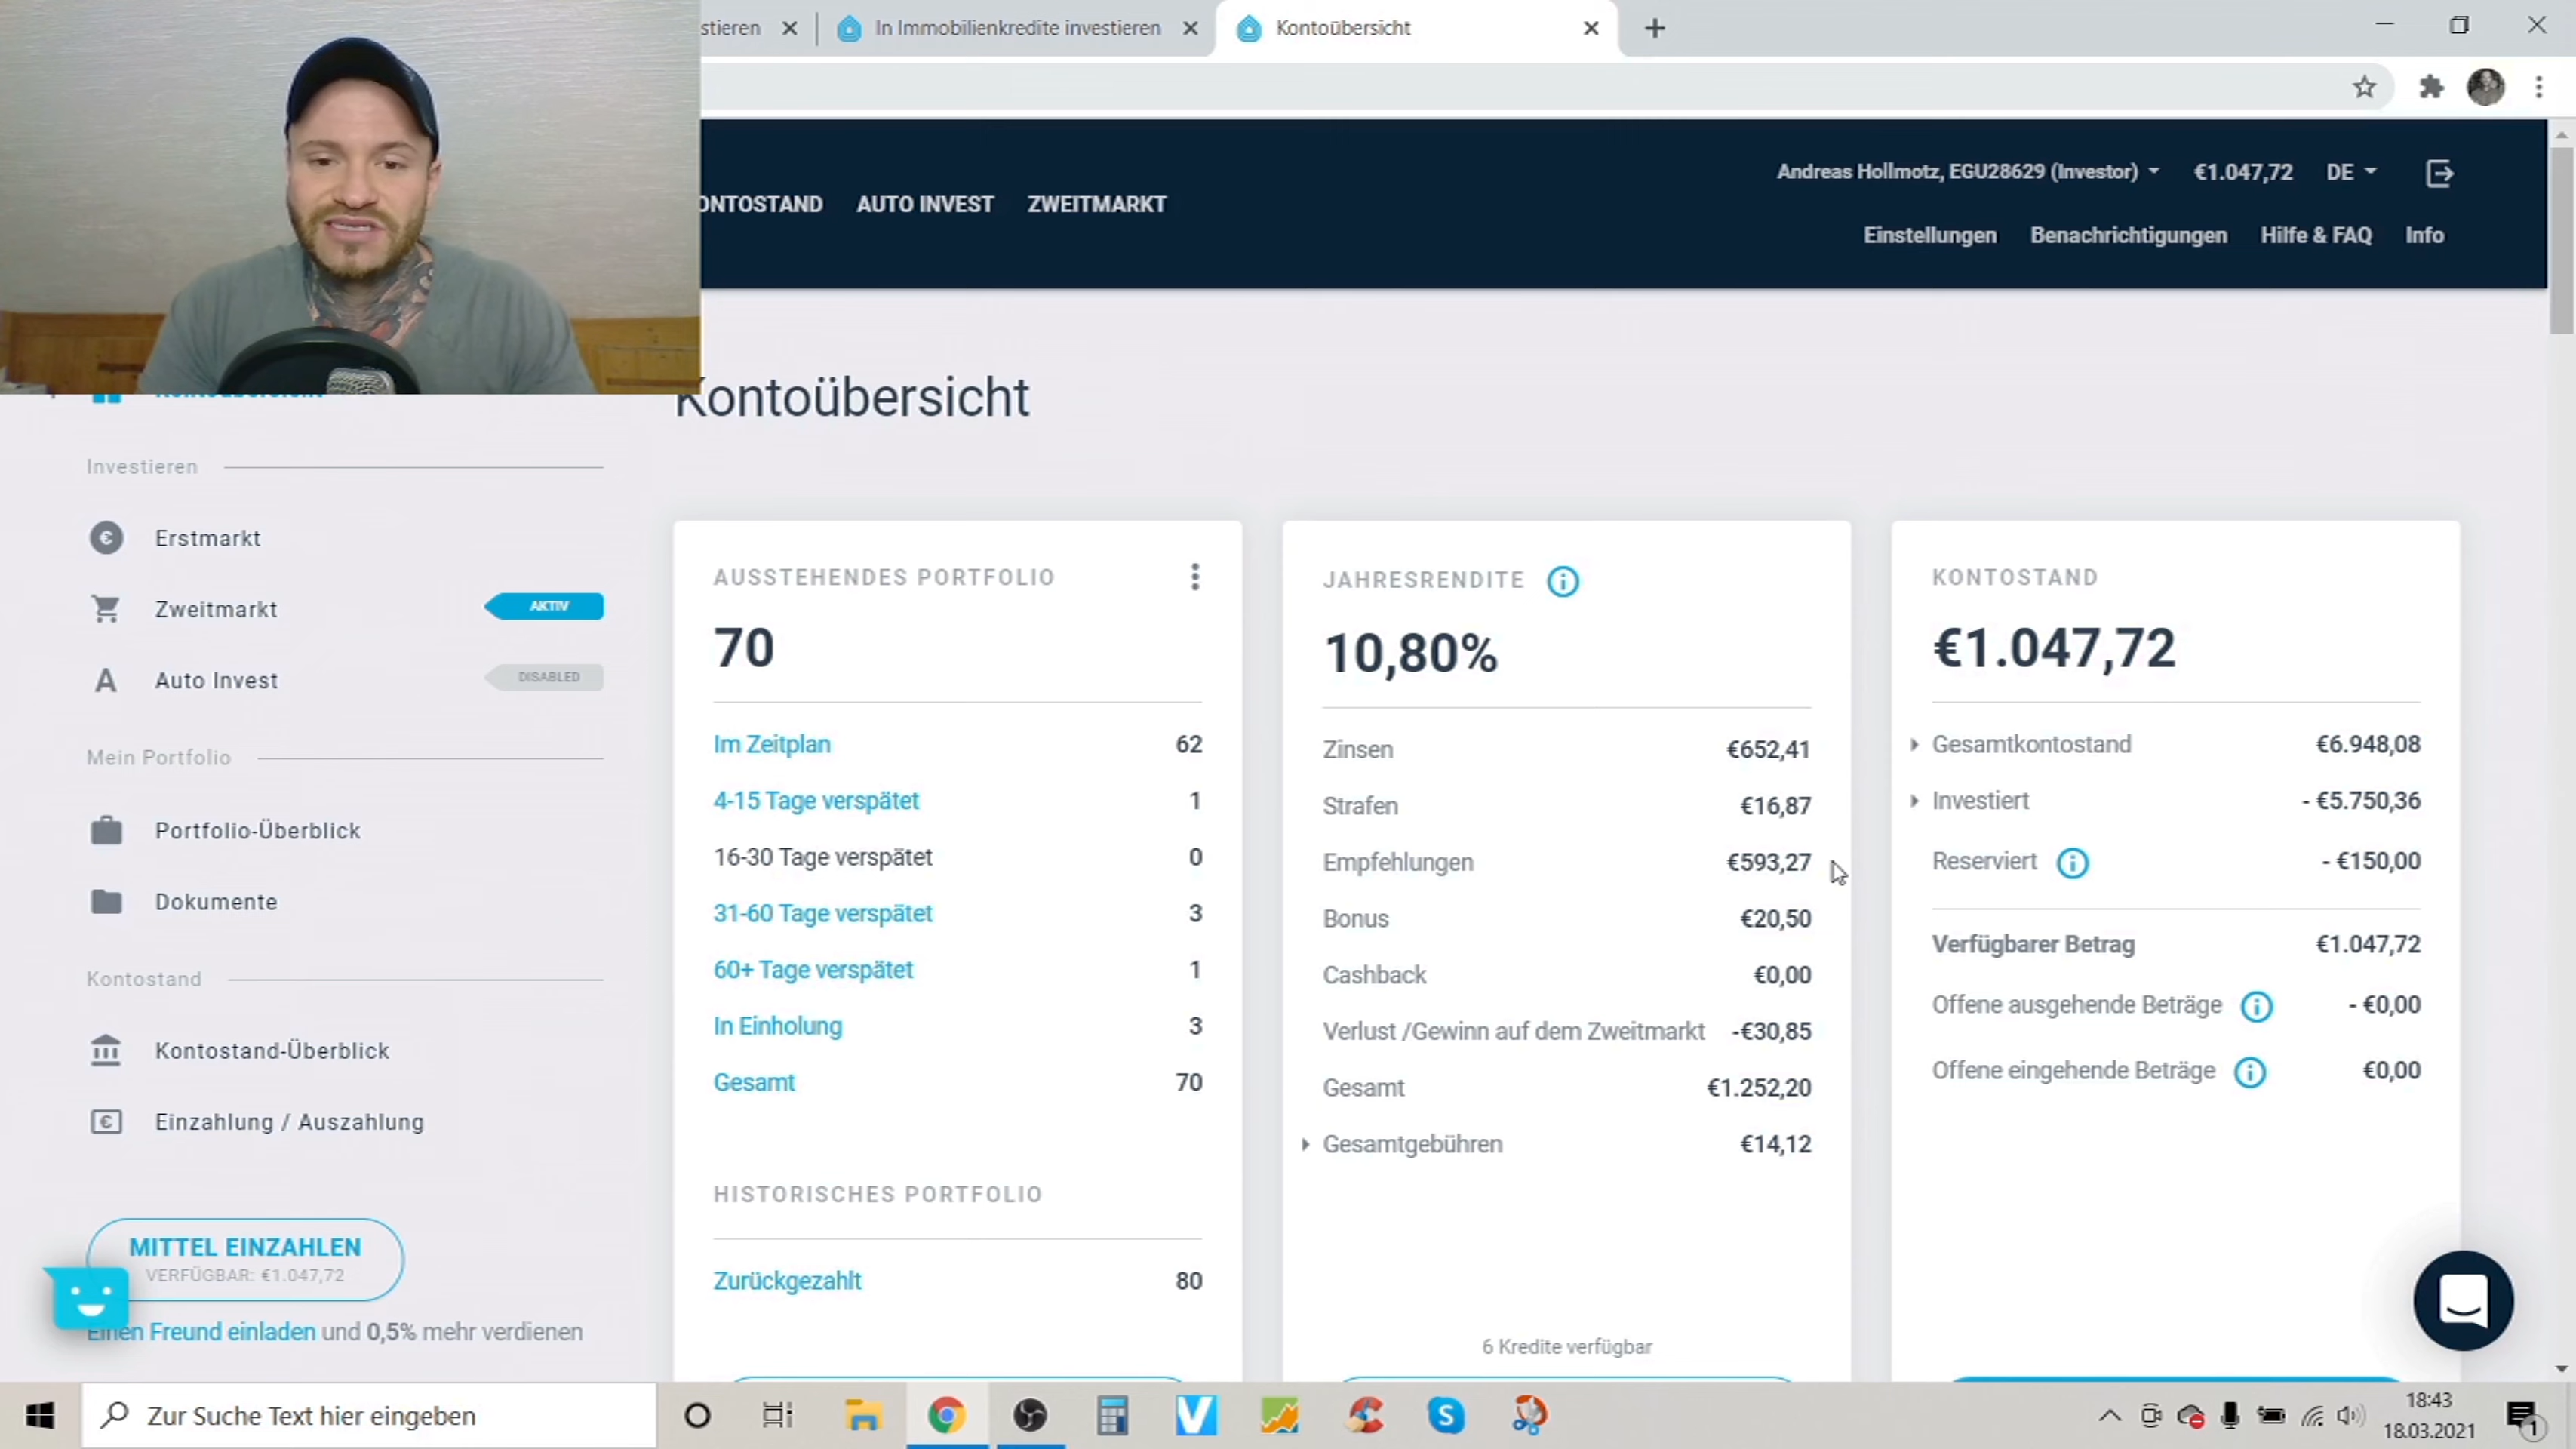 stieren
In Immobilienkredite investieren
Kontoübersicht
Andreas Hollmotz, EGU28629 (Investor)
€1.047,72
DE
ONTOSTAND
AUTO INVEST
ZWEITMARKT
Einstellungen
Benachrichtigungen
Hilfe & FAQ
Info
Kontoübersicht
Investieren
Erstmarkt
Zweitmarkt AKTIV
Auto Invest DISABLED
Mein Portfolio
Portfolio-Überblick
Dokumente
Kontostand
Kontostand-Überblick
Einzahlung / Auszahlung
MITTEL EINZAHLEN
VERFÜGBAR: €1.047,72
Einen Freund einladen und 0,5% mehr verdienen
AUSSTEHENDES PORTFOLIO
70
Im Zeitplan 62
4-15 Tage verspätet 1
16-30 Tage verspätet 0
31-60 Tage verspätet 3
60+ Tage verspätet 1
In Einholung 3
Gesamt 70
HISTORISCHES PORTFOLIO
Zurückgezahlt 80
JAHRESRENDITE
10,80%
Zinsen €652,41
Strafen €16,87
Empfehlungen €593,27
Bonus €20,50
Cashback €0,00
Verlust /Gewinn auf dem Zweitmarkt -€30,85
Gesamt €1.252,20
Gesamtgebühren €14,12
6 Kredite verfügbar
KONTOSTAND
€1.047,72
Gesamtkontostand €6.948,08
Investiert - €5.750,36
Reserviert - €150,00
Verfügbarer Betrag €1.047,72
Offene ausgehende Beträge - €0,00
Offene eingehende Beträge €0,00
Zur Suche Text hier eingeben
18:43
18.03.2021
1